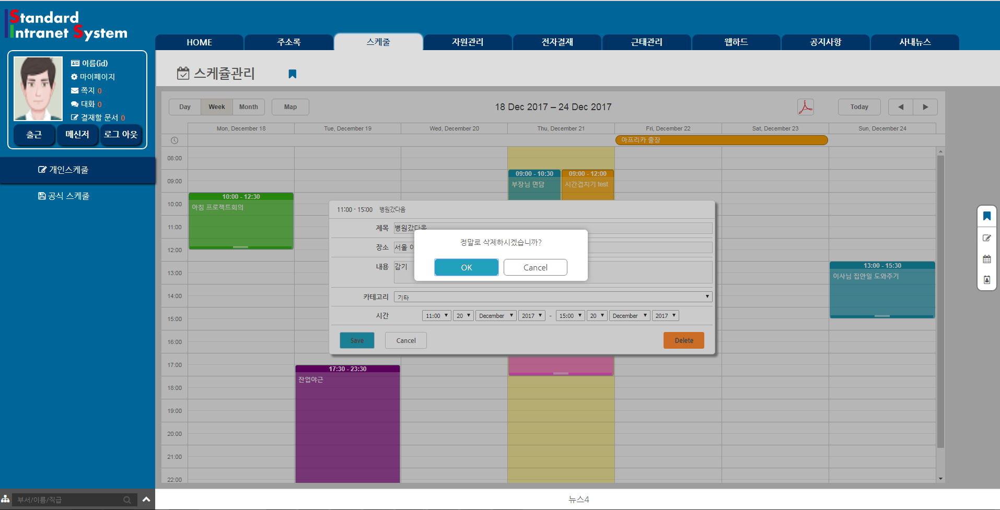 Standard
Intranet System
HOME
주소록
스케줄
자원관리
전자결재
근태관리
웹하드
공지사항
사내뉴스
이름(id)
마이페이지
쪽지 0
대화 0
결재할 문서 0
출근
메신저
로그 아웃
개인스케줄
공식 스케줄
스케쥴관리
Day
Week
Month
Map
18 Dec 2017 – 24 Dec 2017
Today
Mon, December 18
Tue, December 19
Wed, December 20
Thu, December 21
Fri, December 22
Sat, December 23
Sun, December 24
아프리카 출장
08:00
09:00
10:00
11:00
12:00
13:00
14:00
15:00
16:00
17:00
18:00
19:00
20:00
21:00
22:00
10:00 - 12:30
아침 프로젝트회의
17:30 - 23:30
잔업야근
09:00 - 10:30
부장님 면담
09:00 - 12:00
시간겹치기 test
13:00 - 15:30
이사님 집안일 도와주기
11:00 - 15:00 병원갔다옴
제목 병원갔다옴
장소 서울
내용 감기
카테고리 기타
시간 11:00 20 December 2017 - 15:00 20 December 2017
Save
Cancel
Delete
정말로 삭제하시겠습니까?
OK
Cancel
부서/이름/직급
뉴스4